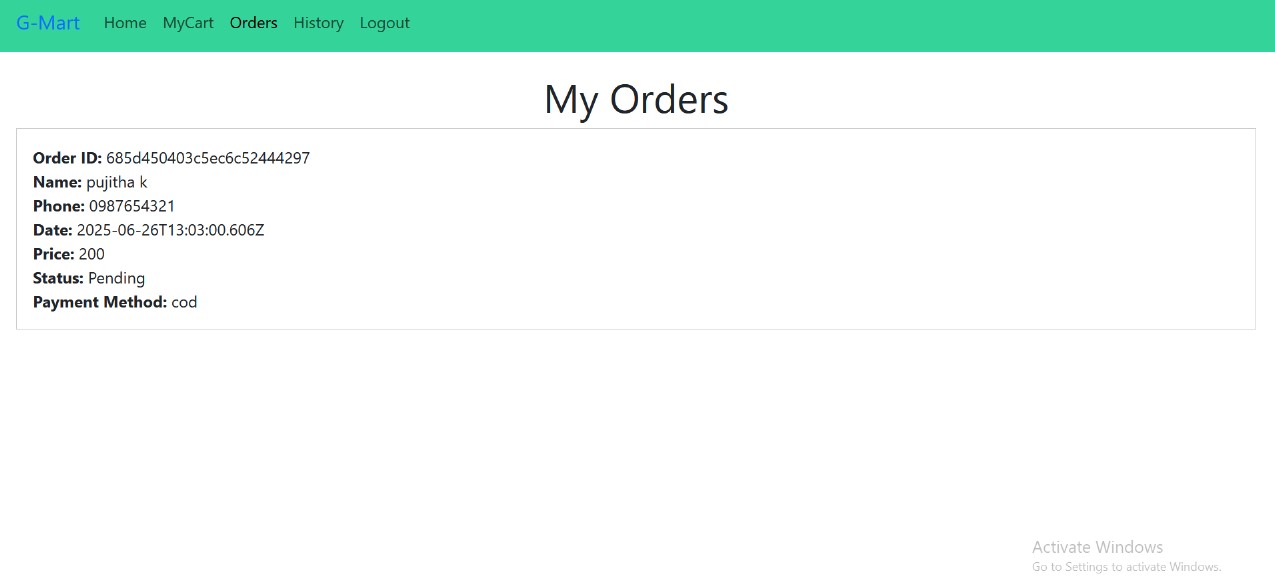 G-Mart Home MyCart Orders History Logout
My Orders
Order ID: 685d450403c5ec6c52444297
Name: pujitha k
Phone: 0987654321
Date: 2025-06-26T13:03:00.606Z
Price: 200
Status: Pending
Payment Method: cod
Activate Windows
Go to Settings to activate Windows.